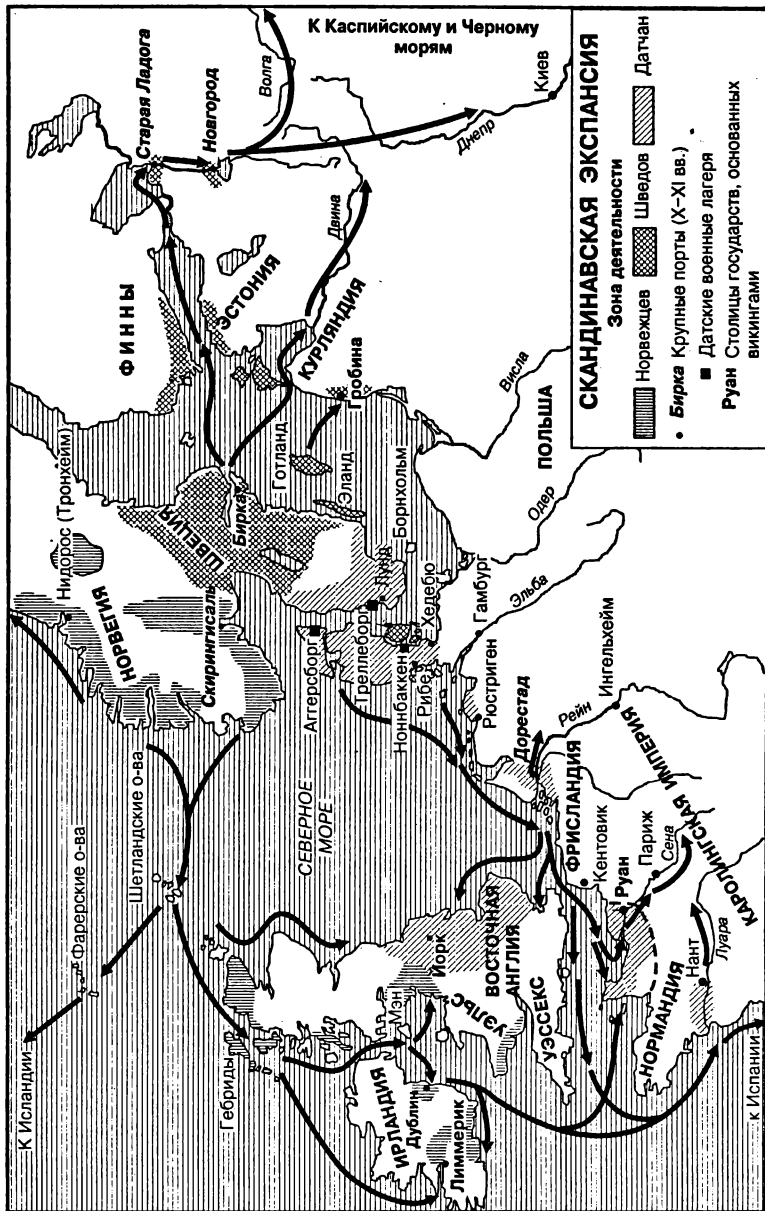 К Исландии
Фарерские о-ва
Шетландские о-ва
Гебриды
НОРВЕГИЯ
Нидорос (Тронхейм)
Скирингисаль
ШВЕЦИЯ
Бирка
ФИННЫ
Старая Ладога
Новгород
Волга
К Каспийскому и Черному
морям
Киев
Днепр
Двина
ЭСТОНИЯ
КУРЛЯНДИЯ
Гробина
Готланд
Эланд
Борнхольм
Лунд
СЕВЕРНОЕ
МОРЕ
Аггерсборг
Треллеборг
Ноннбаккен
Рибе
Хедебю
Гамбург
Эльба
Одер
Висла
ПОЛЬША
Рюстриген
Дорестад
Рейн
Ингельхейм
ФРИСЛАНДИЯ
Кентовик
Руан
Париж
Сена
КАРОЛИНГСКАЯ ИМПЕРИЯ
Нант
Луара
НОРМАНДИЯ
к Испании
ИРЛАНДИЯ
Дублин
Лиммерик
Мэн
Йорк
УЭЛЬС
ВОСТОЧНАЯ
АНГЛИЯ
УЭССЕКС
СКАНДИНАВСКАЯ ЭКСПАНСИЯ
Зона деятельности
Норвежцев Шведов Датчан
Бирка Крупные порты (X–XI вв.)
Датские военные лагеря
Руан Столицы государств, основанных
викингами